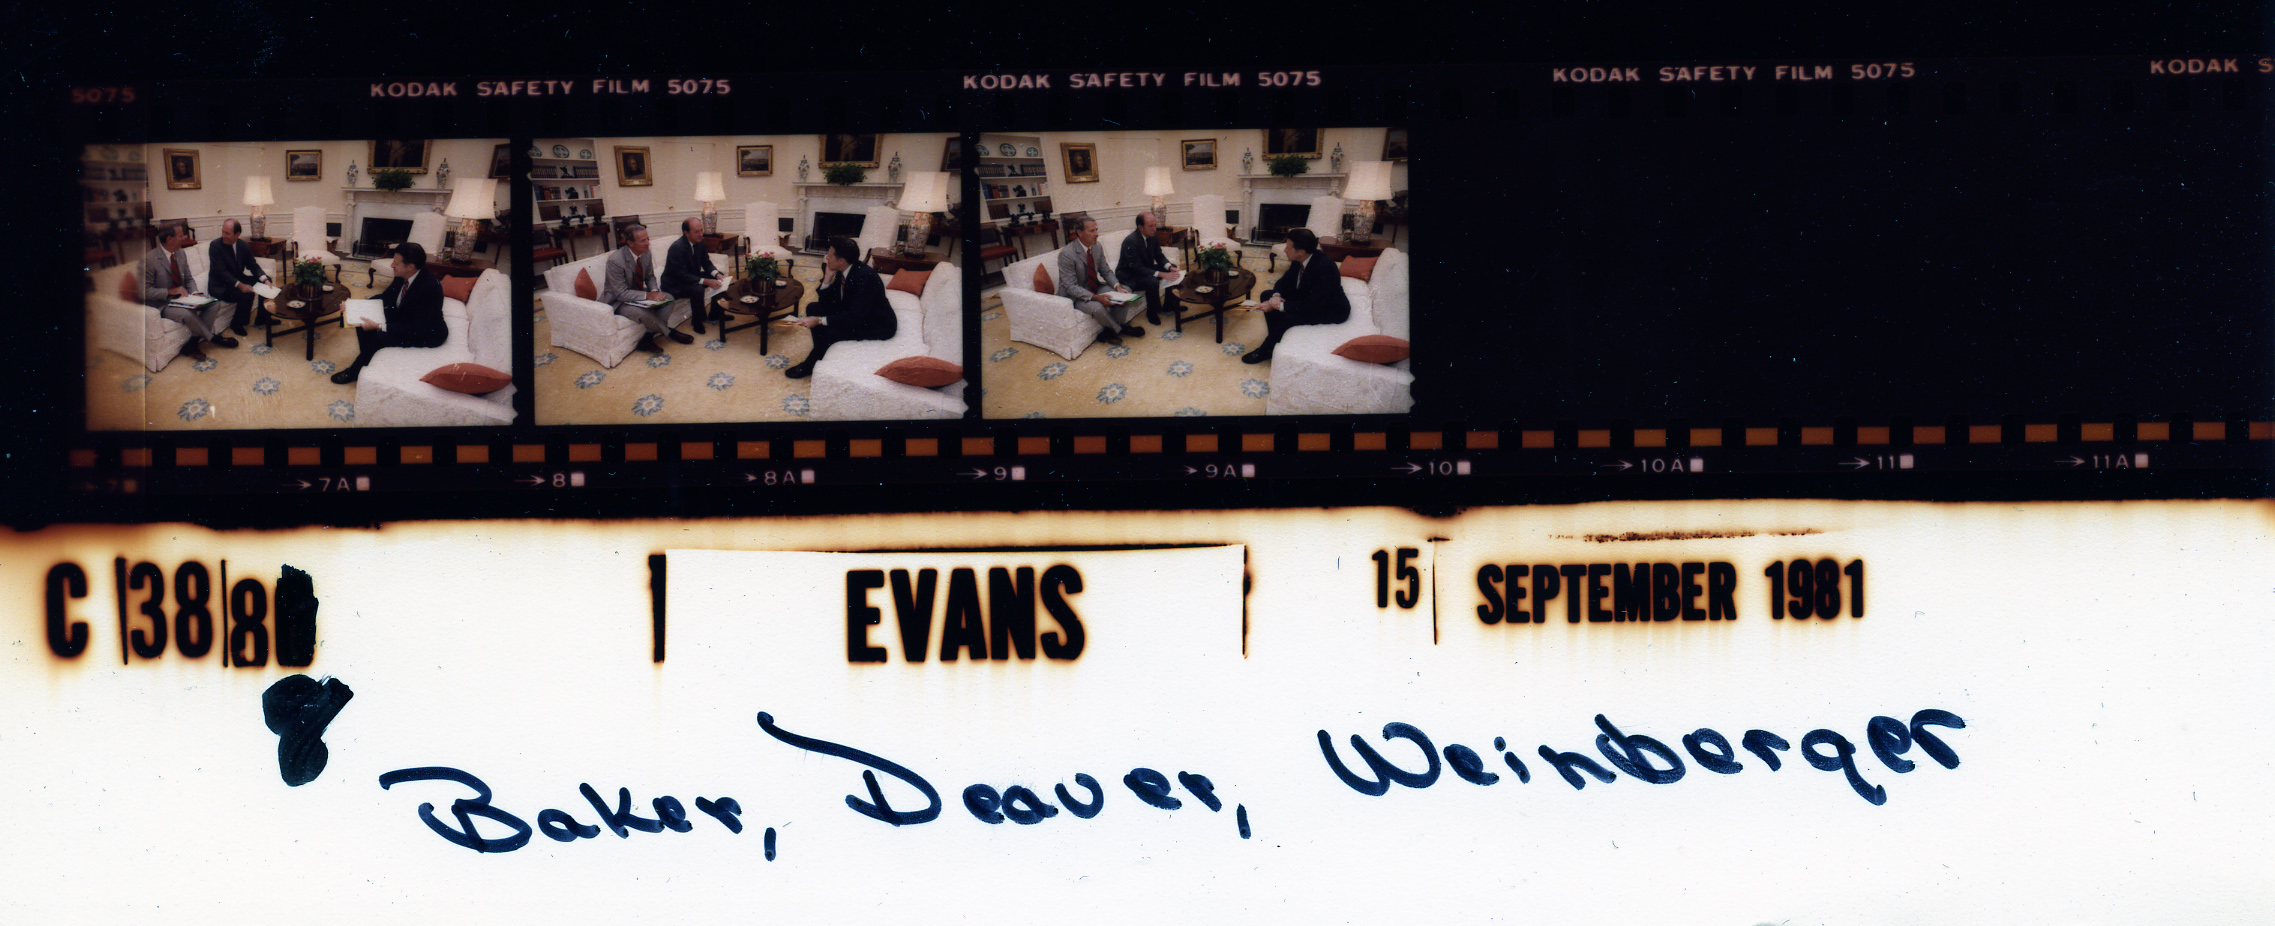 5075 KODAK SAFETY FILM 5075 KODAK SAFETY FILM 5075 KODAK SAFETY FILM 5075 KODAK S
→7 →7A →8 →8A →9 →9A →10 →10A →11 →11A
C 38 8 EVANS 15 SEPTEMBER 1981
8
Baker, Deaver, Weinberger